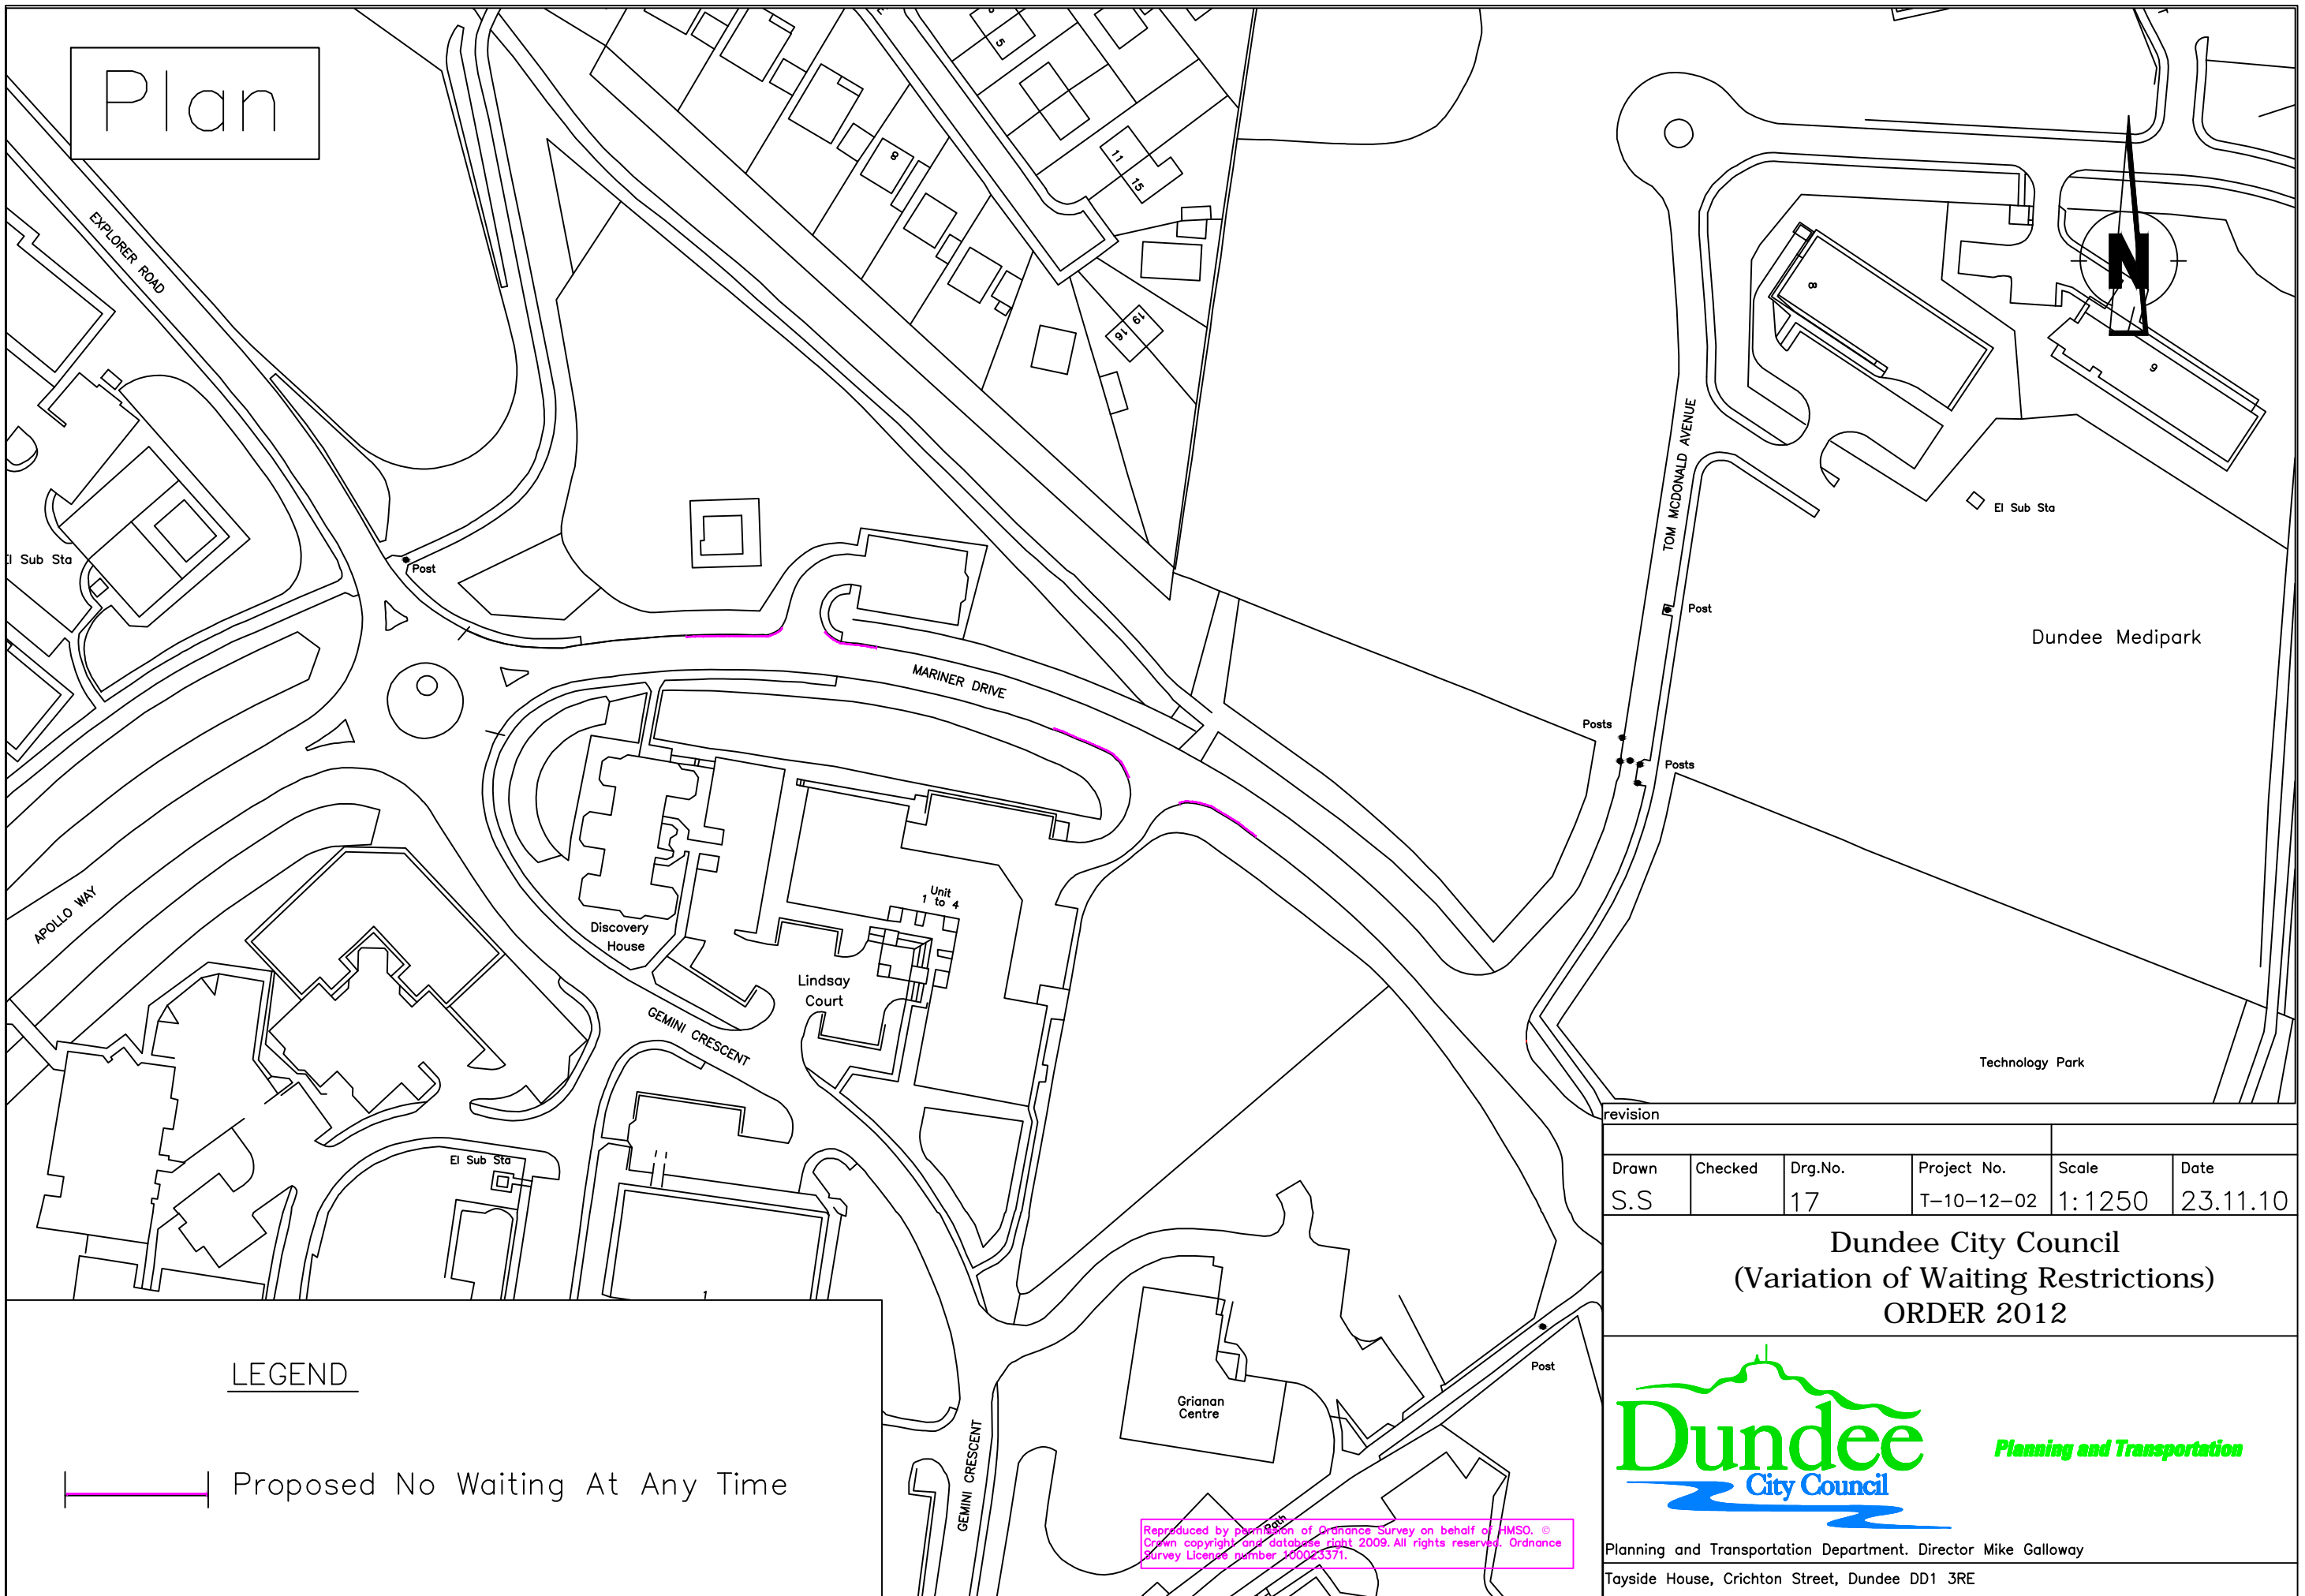 Plan
EXPLORER ROAD
5
11
15
8
19
16
8
9
TOM MCDONALD AVENUE
El Sub Sta
El Sub Sta
Post
Post
Dundee Medipark
MARINER DRIVE
Posts
Posts
APOLLO WAY
Unit
1 to 4
Discovery
House
Lindsay
Court
GEMINI CRESCENT
Technology Park
El Sub Sta
1
N
Grianan
Centre
Post
GEMINI CRESCENT
Path
LEGEND
Proposed No Waiting At Any Time
Reproduced by permission of Ordnance Survey on behalf of HMSO. ©
Crown copyright and database right 2009. All rights reserved. Ordnance
Survey License number 100023371.
revision
Drawn Checked Drg.No. Project No. Scale Date
S.S 17 T-10-12-02 1:1250 23.11.10
Dundee City Council
(Variation of Waiting Restrictions)
ORDER 2012
Dundee
City Council
Planning and Transportation
Planning and Transportation Department. Director Mike Galloway
Tayside House, Crichton Street, Dundee DD1 3RE